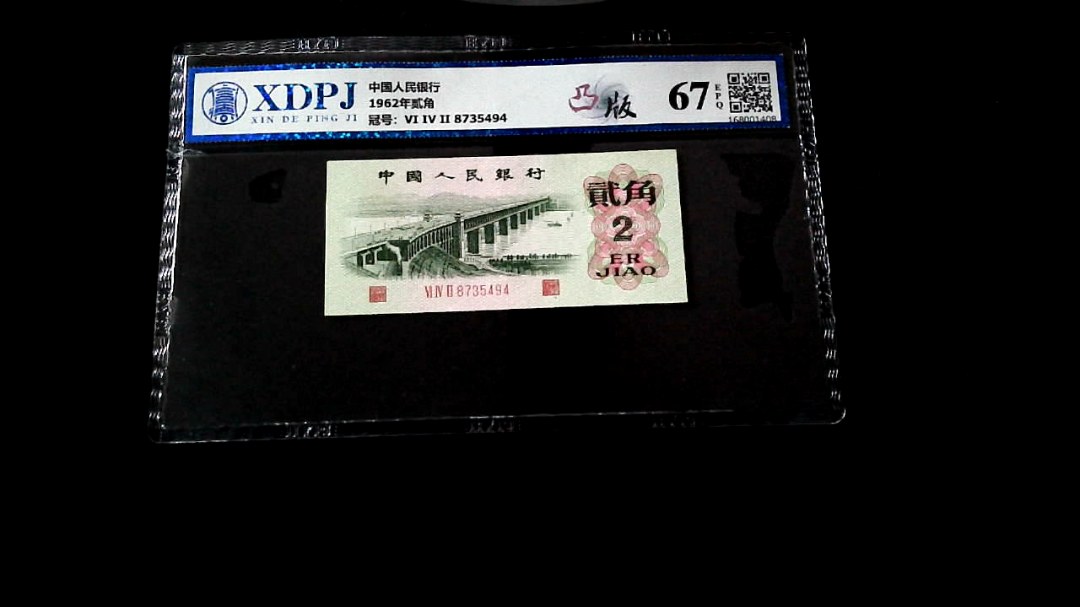 XDPJ
XIN DE PING JI
中国人民银行
1962年贰角
冠号：VI IV II 8735494
凸版
67
EPQ
168001408
中國人民銀行
貳角
2
ER
JIAO
VI IV II 8735494